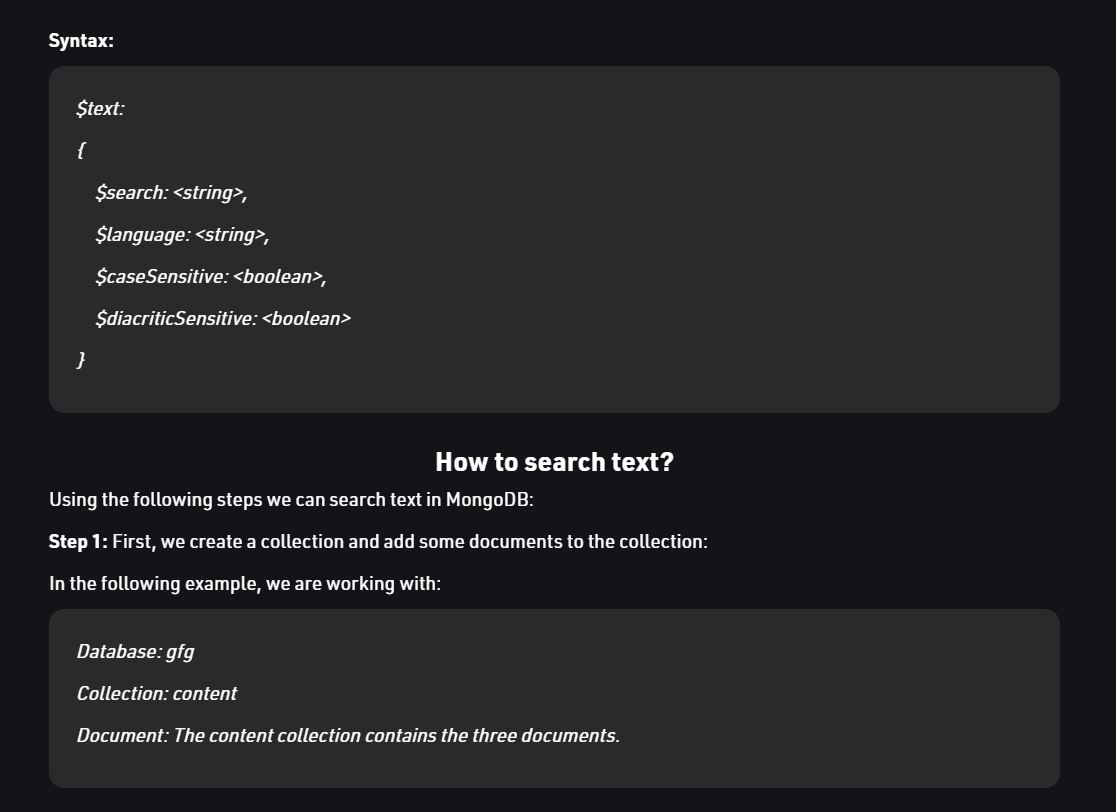 Syntax:
$text:
{
$search: <string>,
$language: <string>,
$caseSensitive: <boolean>,
$diacriticSensitive: <boolean>
}
How to search text?
Using the following steps we can search text in MongoDB:
Step 1: First, we create a collection and add some documents to the collection:
In the following example, we are working with:
Database: gfg
Collection: content
Document: The content collection contains the three documents.